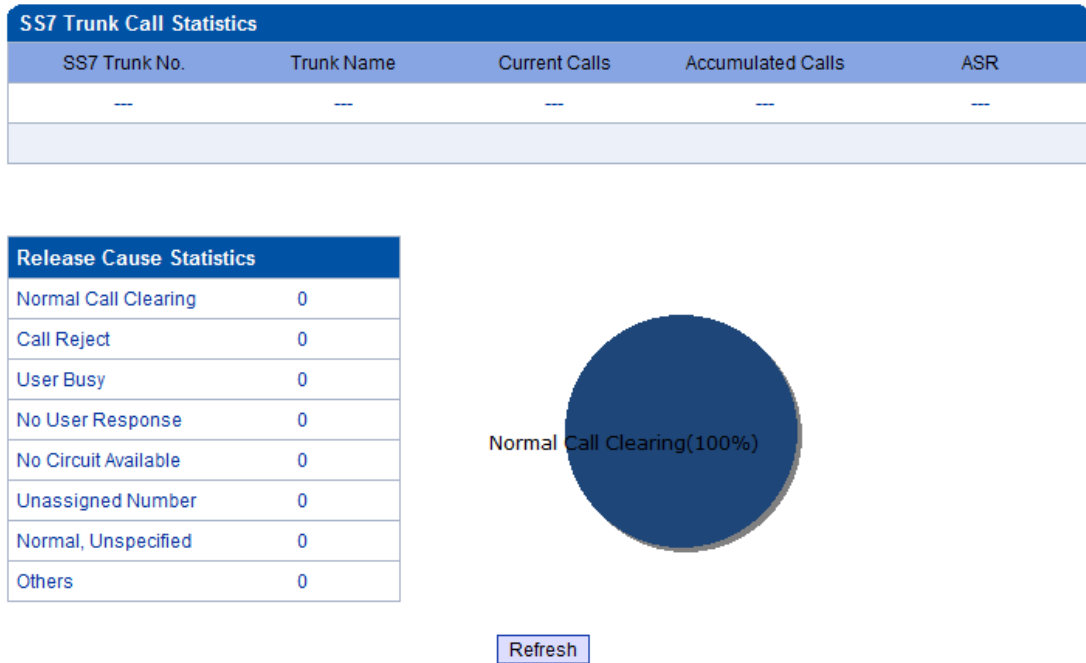 SS7 Trunk Call Statistics
SS7 Trunk No. Trunk Name Current Calls Accumulated Calls ASR
--- --- --- --- ---
Release Cause Statistics
Normal Call Clearing 0
Call Reject 0
User Busy 0
No User Response 0
No Circuit Available 0
Unassigned Number 0
Normal, Unspecified 0
Others 0
Normal Call Clearing(100%)
Refresh